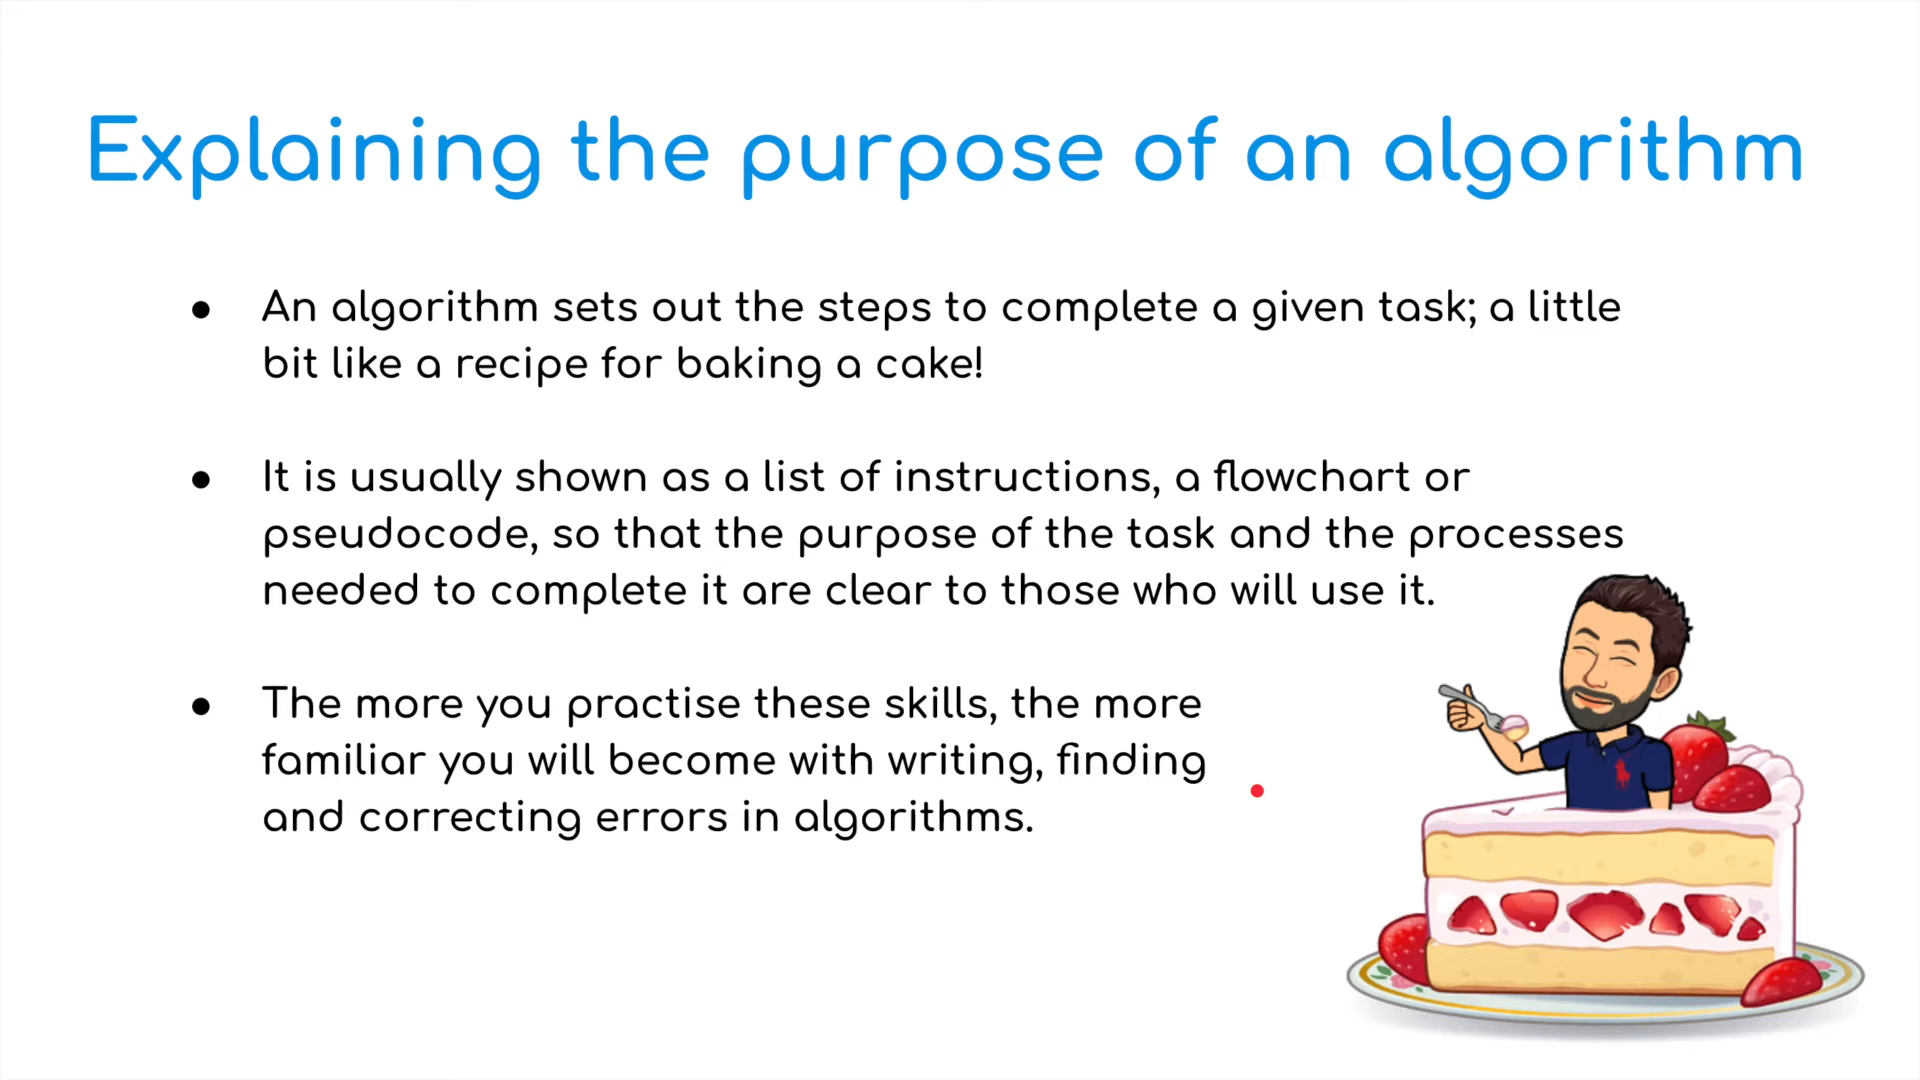 Explaining the purpose of an algorithm
● An algorithm sets out the steps to complete a given task; a little
bit like a recipe for baking a cake!
● It is usually shown as a list of instructions, a flowchart or
pseudocode, so that the purpose of the task and the processes
needed to complete it are clear to those who will use it.
● The more you practise these skills, the more
familiar you will become with writing, finding
and correcting errors in algorithms.